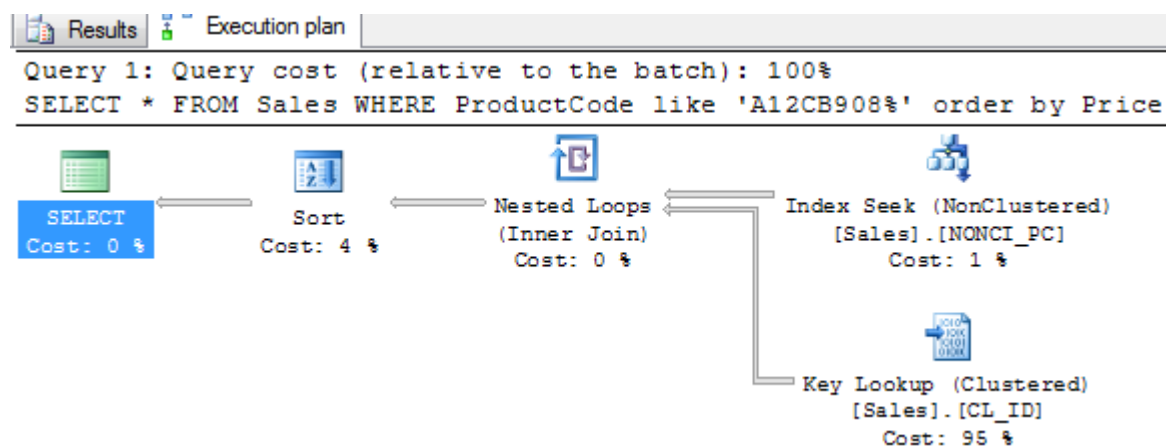 Results Execution plan
Query 1: Query cost (relative to the batch): 100%
SELECT * FROM Sales WHERE ProductCode like 'A12CB908%' order by Price
SELECT
Cost: 0 %
Sort
Cost: 4 %
Nested Loops
(Inner Join)
Cost: 0 %
Index Seek (NonClustered)
[Sales].[NONCI_PC]
Cost: 1 %
Key Lookup (Clustered)
[Sales].[CL_ID]
Cost: 95 %